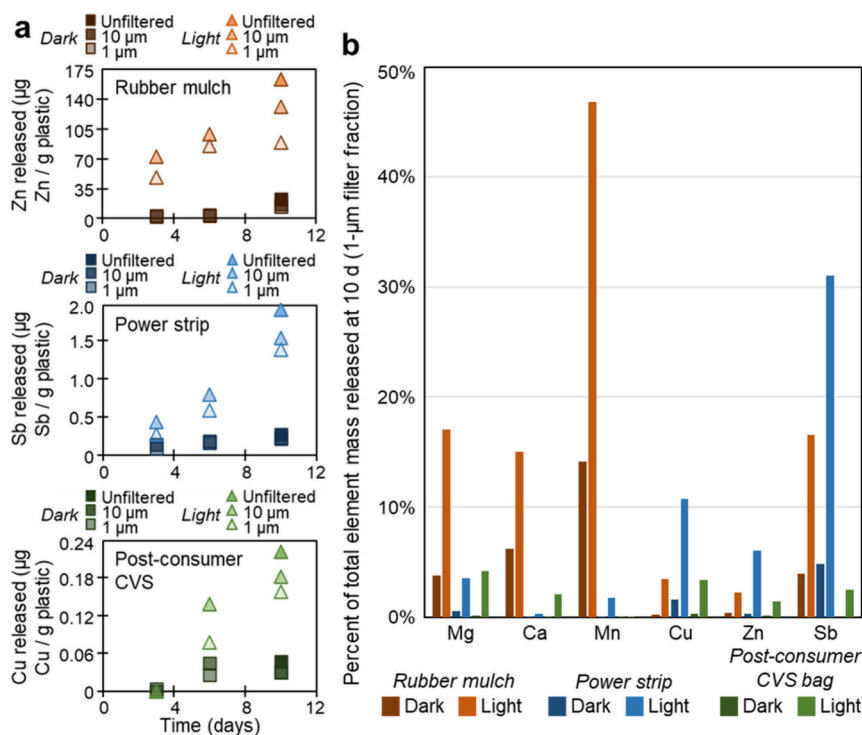 a
Unfiltered Unfiltered
Dark 10 µm Light 10 µm
1 µm 1 µm
Zn released (µg
Zn / g plastic)
175
140
105
70
35
0
Rubber mulch
0 4 8 12
Unfiltered Unfiltered
Dark 10 µm Light 10 µm
1 µm 1 µm
Sb released (µg
Sb / g plastic)
2.0
1.5
1.0
0.5
0
Power strip
0 4 8 12
Unfiltered Unfiltered
Dark 10 µm Light 10 µm
1 µm 1 µm
Cu released (µg
Cu / g plastic)
0.24
0.18
0.12
0.06
0
Post-consumer
CVS
0 4 8 12
Time (days)
b
Percent of total element mass released at 10 d (1-µm filter fraction)
50%
40%
30%
20%
10%
0%
Mg Ca Mn Cu Zn Sb
Rubber mulch Power strip Post-consumer
CVS bag
Dark Light Dark Light Dark Light